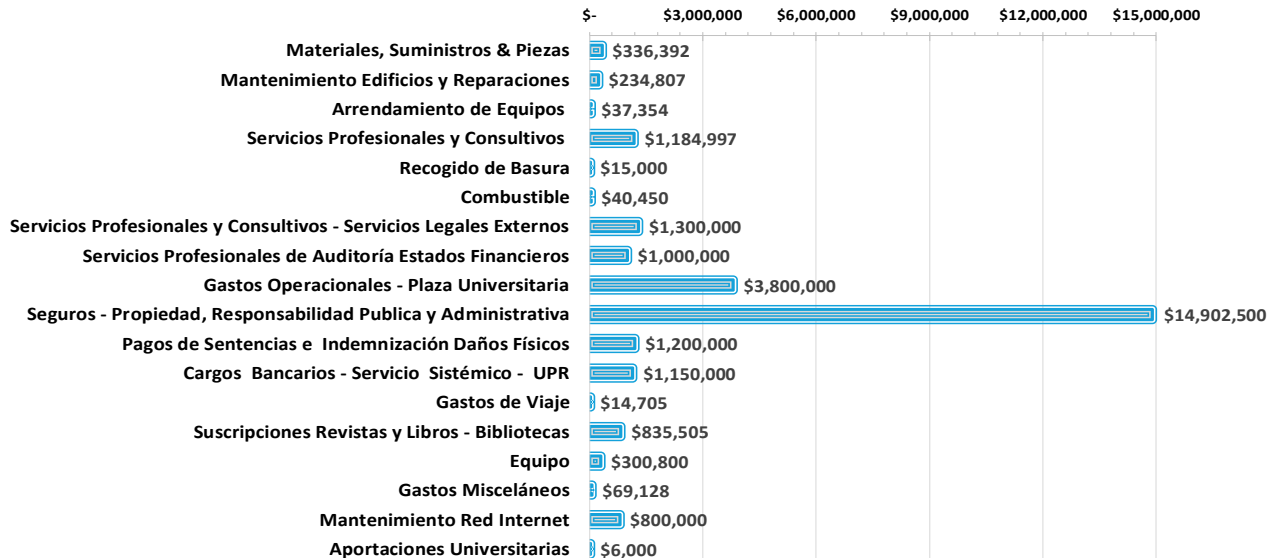 $- $3,000,000 $6,000,000 $9,000,000 $12,000,000 $15,000,000
Materiales, Suministros & Piezas $336,392
Mantenimiento Edificios y Reparaciones $234,807
Arrendamiento de Equipos $37,354
Servicios Profesionales y Consultivos $1,184,997
Recogido de Basura $15,000
Combustible $40,450
Servicios Profesionales y Consultivos - Servicios Legales Externos $1,300,000
Servicios Profesionales de Auditoría Estados Financieros $1,000,000
Gastos Operacionales - Plaza Universitaria $3,800,000
Seguros - Propiedad, Responsabilidad Publica y Administrativa $14,902,500
Pagos de Sentencias e Indemnización Daños Físicos $1,200,000
Cargos Bancarios - Servicio Sistémico - UPR $1,150,000
Gastos de Viaje $14,705
Suscripciones Revistas y Libros - Bibliotecas $835,505
Equipo $300,800
Gastos Misceláneos $69,128
Mantenimiento Red Internet $800,000
Aportaciones Universitarias $6,000